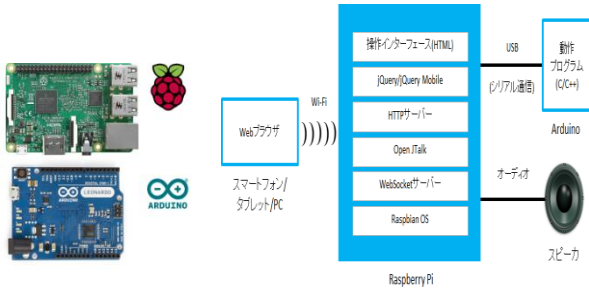 ARDUINO
LEONARDO
ARDUINO
Webブラウザ
スマートフォン/
タブレット/PC
Wi-Fi
操作インターフェース(HTML)
jQuery/jQuery Mobile
HTTPサーバー
Open JTalk
WebSocketサーバー
Raspbian OS
Raspberry Pi
USB
(シリアル通信)
オーディオ
動作
プログラム
(C/C++)
Arduino
スピーカ